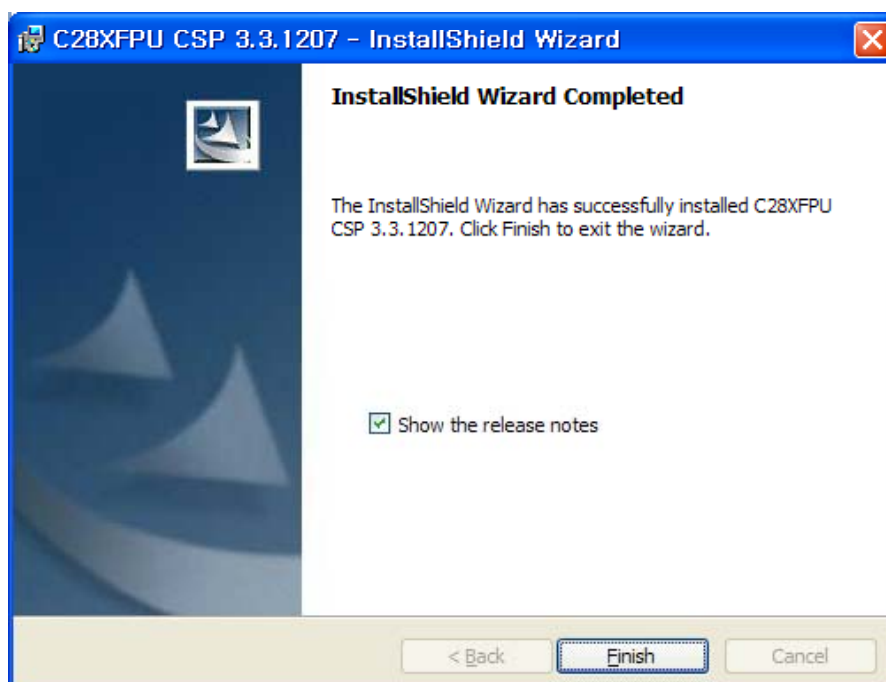 C28XFPU CSP 3.3.1207 - InstallShield Wizard
InstallShield Wizard Completed
The InstallShield Wizard has successfully installed C28XFPU
CSP 3.3.1207. Click Finish to exit the wizard.
Show the release notes
< Back Finish Cancel